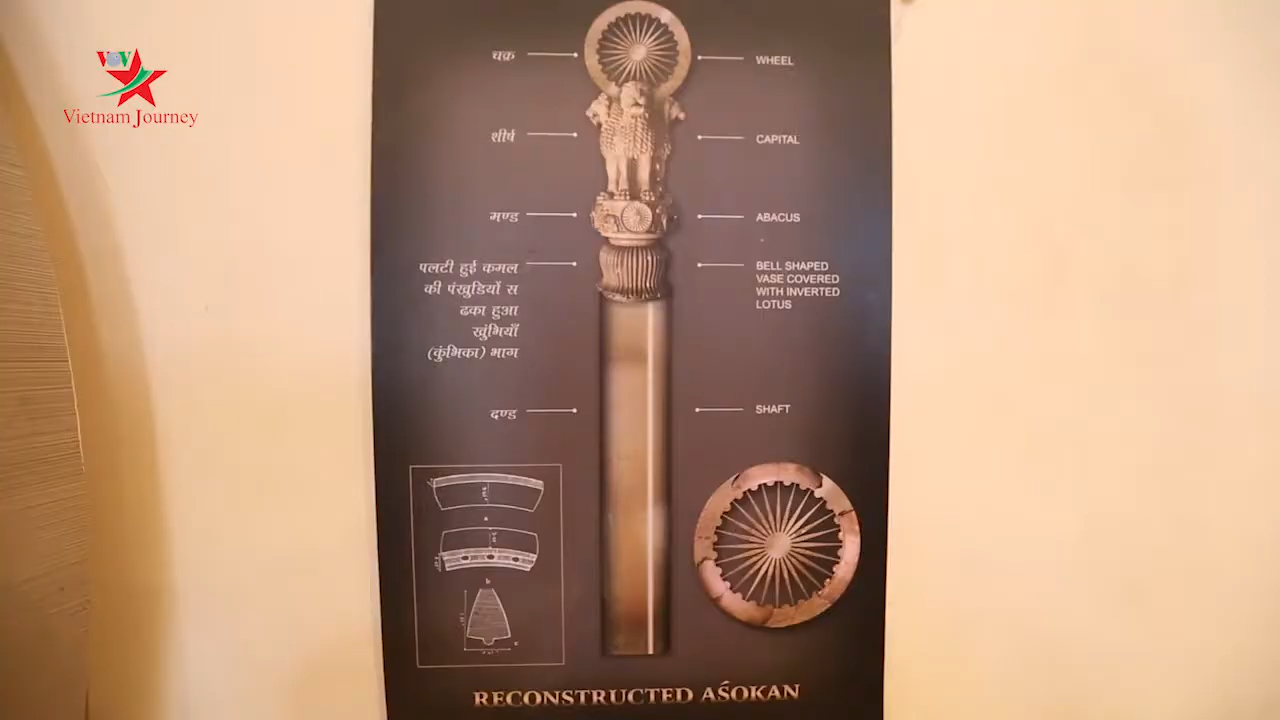 VOV
Vietnam Journey
चक्र
WHEEL
शीर्ष
CAPITAL
मण्ड
ABACUS
पलटी हुई कमल
की पंखुडियों स
ढका हुआ
खुंभियाँ
(कुंभिका) भाग
BELL SHAPED
VASE COVERED
WITH INVERTED
LOTUS
दण्ड
SHAFT
a
b
c
RECONSTRUCTED AŚOKAN